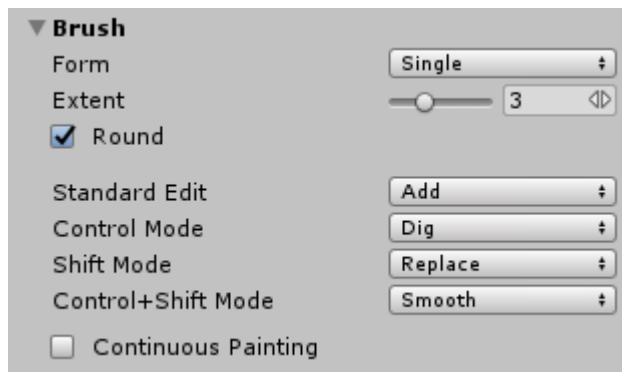 Brush
Form Single
Extent 3
Round
Standard Edit Add
Control Mode Dig
Shift Mode Replace
Control+Shift Mode Smooth
Continuous Painting